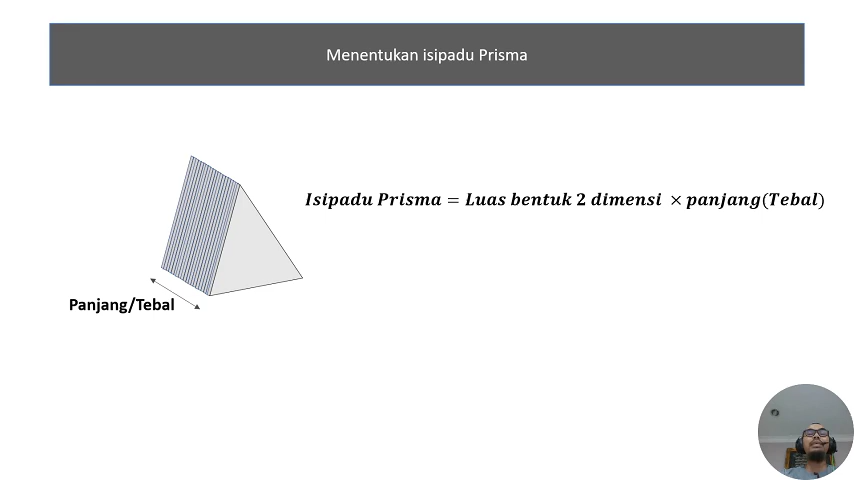 Menentukan isipadu Prisma
Isipadu Prisma = Luas bentuk 2 dimensi × panjang(Tebal)
Panjang/Tebal